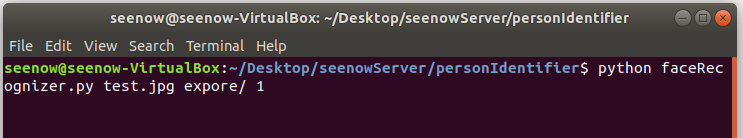 seenow@seenow-VirtualBox: ~/Desktop/seenowServer/personIdentifier
File Edit View Search Terminal Help
seenow@seenow-VirtualBox:~/Desktop/seenowServer/personIdentifier$ python faceRec
ognizer.py test.jpg expore/ 1